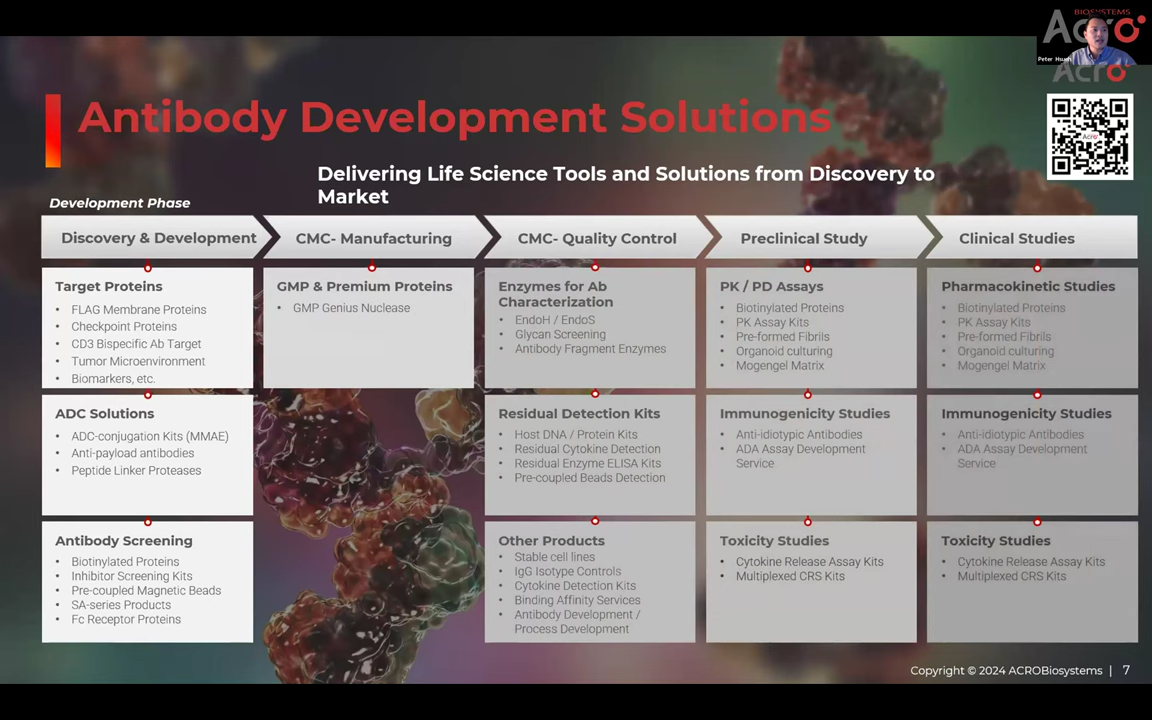 BIOSYSTEMS
Acro
Peter Hsueh
Acro
Antibody Development Solutions
Acro
Delivering Life Science Tools and Solutions from Discovery to
Market
Development Phase
Discovery & Development
CMC- Manufacturing
CMC- Quality Control
Preclinical Study
Clinical Studies
Target Proteins
• FLAG Membrane Proteins
• Checkpoint Proteins
• CD3 Bispecific Ab Target
• Tumor Microenvironment
• Biomarkers, etc.
ADC Solutions
• ADC-conjugation Kits (MMAE)
• Anti-payload antibodies
• Peptide Linker Proteases
Antibody Screening
• Biotinylated Proteins
• Inhibitor Screening Kits
• Pre-coupled Magnetic Beads
• SA-series Products
• Fc Receptor Proteins
GMP & Premium Proteins
• GMP Genius Nuclease
Enzymes for Ab
Characterization
• EndoH / EndoS
• Glycan Screening
• Antibody Fragment Enzymes
Residual Detection Kits
• Host DNA / Protein Kits
• Residual Cytokine Detection
• Residual Enzyme ELISA Kits
• Pre-coupled Beads Detection
Other Products
• Stable cell lines
• IgG Isotype Controls
• Cytokine Detection Kits
• Binding Affinity Services
• Antibody Development /
Process Development
PK / PD Assays
• Biotinylated Proteins
• PK Assay Kits
• Pre-formed Fibrils
• Organoid culturing
• Mogengel Matrix
Immunogenicity Studies
• Anti-idiotypic Antibodies
• ADA Assay Development
Service
Toxicity Studies
• Cytokine Release Assay Kits
• Multiplexed CRS Kits
Pharmacokinetic Studies
• Biotinylated Proteins
• PK Assay Kits
• Pre-formed Fibrils
• Organoid culturing
• Mogengel Matrix
Immunogenicity Studies
• Anti-idiotypic Antibodies
• ADA Assay Development
Service
Toxicity Studies
• Cytokine Release Assay Kits
• Multiplexed CRS Kits
Copyright © 2024 ACROBiosystems | 7